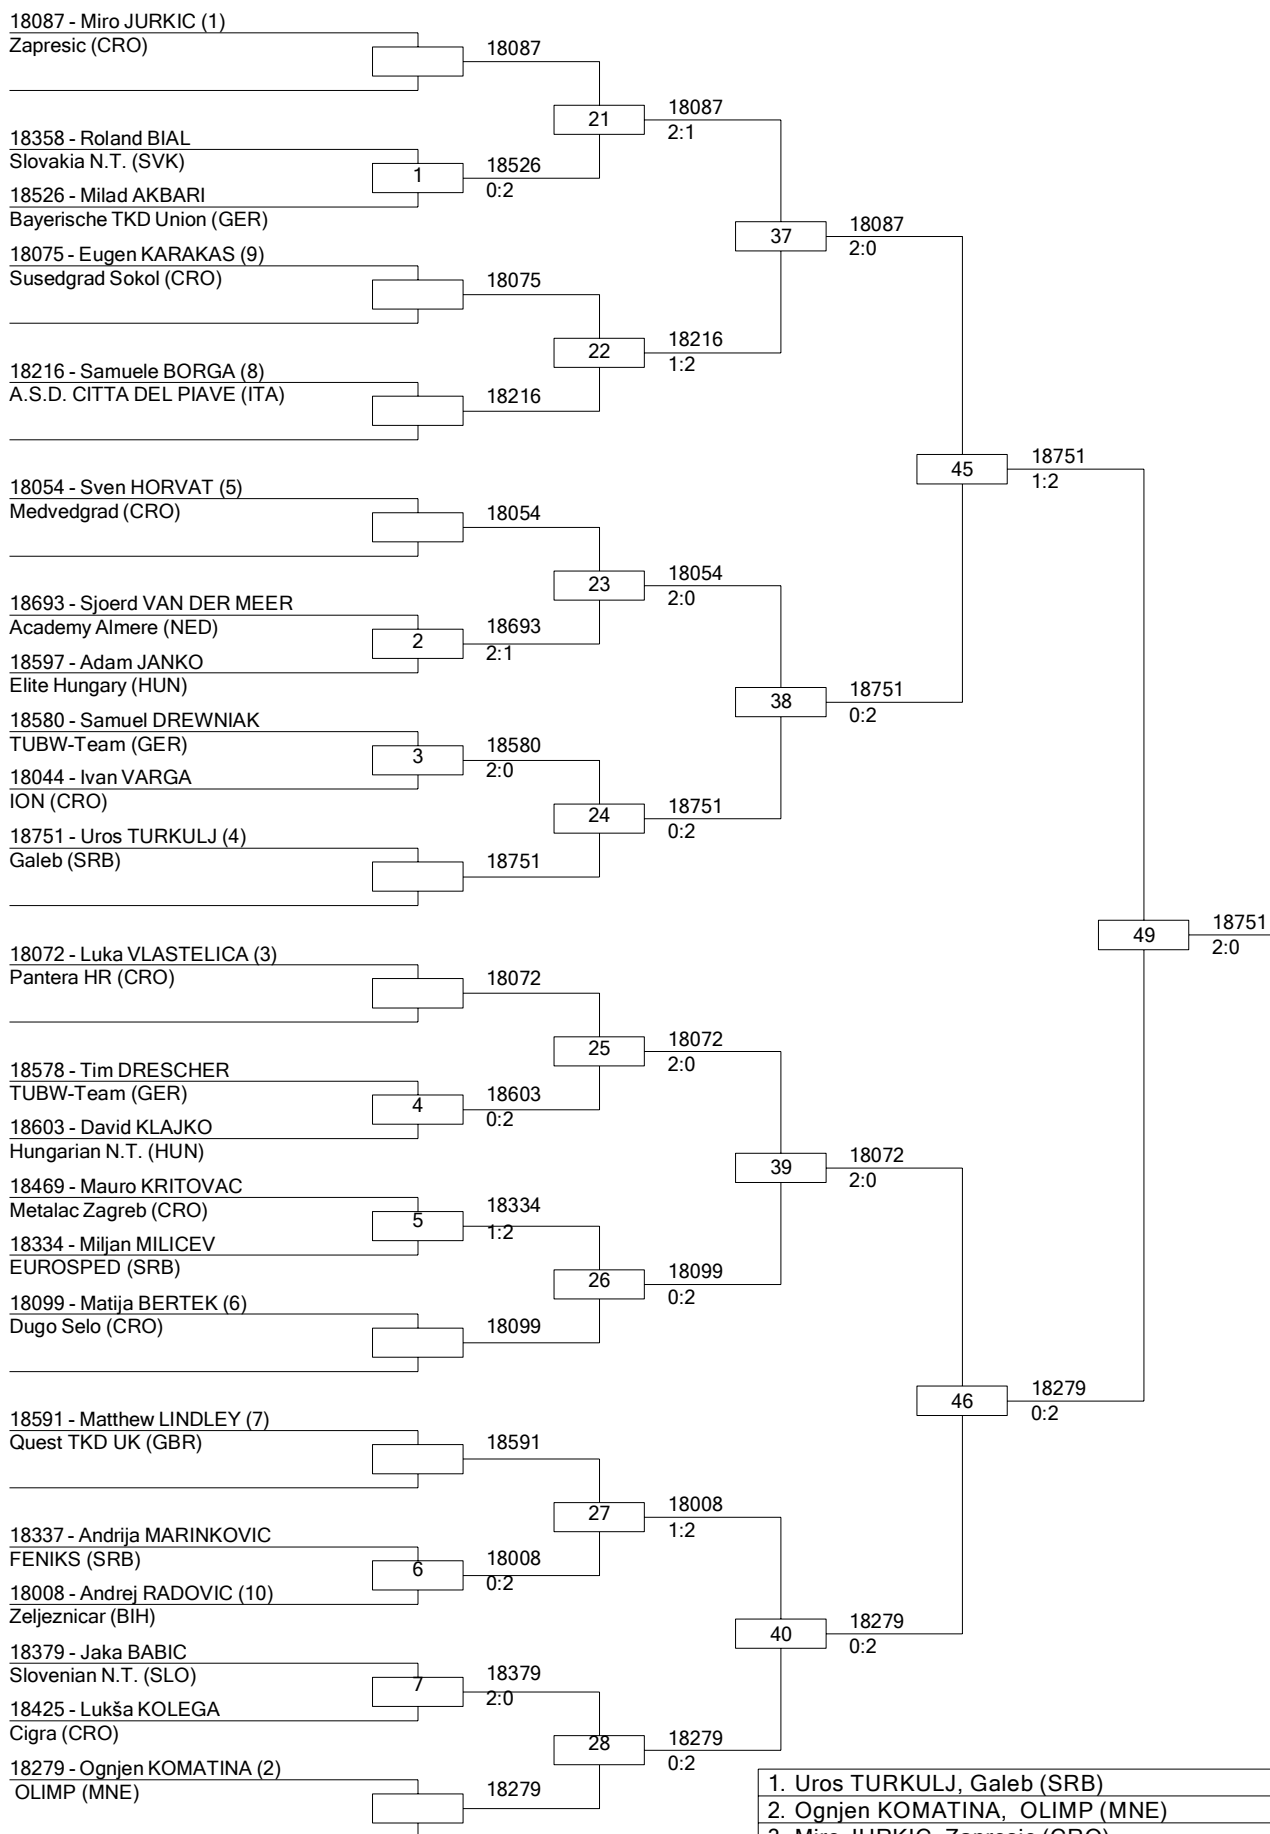 18087 - Miro JURKIC (1)
Zapresic (CRO)
18087
21
18087
2:1
18358 - Roland BIAL
Slovakia N.T. (SVK)
1
18526
0:2
18526 - Milad AKBARI
Bayerische TKD Union (GER)
37
18087
2:0
18075 - Eugen KARAKAS (9)
Susedgrad Sokol (CRO)
18075
22
18216
1:2
18216 - Samuele BORGA (8)
A.S.D. CITTA DEL PIAVE (ITA)
18216
45
18751
1:2
18054 - Sven HORVAT (5)
Medvedgrad (CRO)
18054
23
18054
2:0
18693 - Sjoerd VAN DER MEER
Academy Almere (NED)
2
18693
2:1
18597 - Adam JANKO
Elite Hungary (HUN)
38
18751
0:2
18580 - Samuel DREWNIAK
TUBW-Team (GER)
3
18580
2:0
18044 - Ivan VARGA
ION (CRO)
24
18751
0:2
18751 - Uros TURKULJ (4)
Galeb (SRB)
18751
49
18751
2:0
18072 - Luka VLASTELICA (3)
Pantera HR (CRO)
18072
25
18072
2:0
18578 - Tim DRESCHER
TUBW-Team (GER)
4
18603
0:2
18603 - David KLAJKO
Hungarian N.T. (HUN)
39
18072
2:0
18469 - Mauro KRITOVAC
Metalac Zagreb (CRO)
5
18334
1:2
18334 - Miljan MILICEV
EUROSPED (SRB)
26
18099
0:2
18099 - Matija BERTEK (6)
Dugo Selo (CRO)
18099
46
18279
0:2
18591 - Matthew LINDLEY (7)
Quest TKD UK (GBR)
18591
27
18008
1:2
18337 - Andrija MARINKOVIC
FENIKS (SRB)
6
18008
0:2
18008 - Andrej RADOVIC (10)
Zeljeznicar (BIH)
40
18279
0:2
18379 - Jaka BABIC
Slovenian N.T. (SLO)
7
18379
2:0
18425 - Lukša KOLEGA
Cigra (CRO)
28
18279
0:2
18279 - Ognjen KOMATINA (2)
OLIMP (MNE)
18279
1. Uros TURKULJ, Galeb (SRB)
2. Ognjen KOMATINA, OLIMP (MNE)
3. Miro JURKIC, Zapresic (CRO)